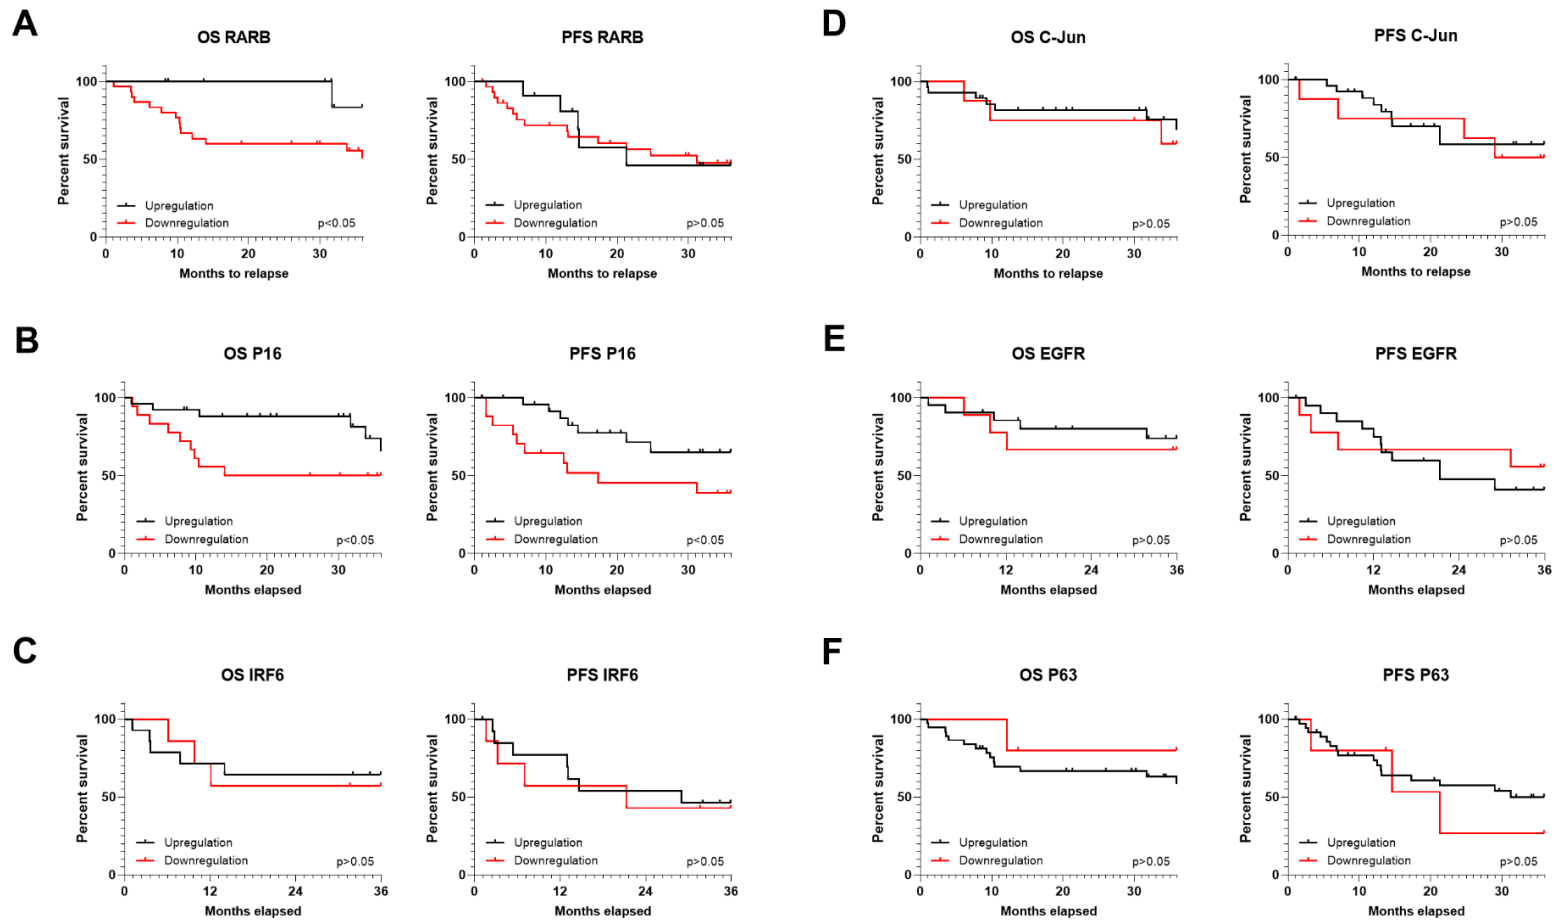 A
OS RARB
Percent survival
100
50
0
Upregulation
Downregulation
p<0.05
0 10 20 30
Months to relapse
PFS RARB
Percent survival
100
50
0
Upregulation
Downregulation
p>0.05
0 10 20 30
Months to relapse
D
OS C-Jun
Percent survival
100
50
0
Upregulation
Downregulation
p>0.05
0 10 20 30
Months to relapse
PFS C-Jun
Percent survival
100
50
0
Upregulation
Downregulation
p>0.05
0 10 20 30
Months to relapse
B
OS P16
Percent survival
100
50
0
Upregulation
Downregulation
p<0.05
0 10 20 30
Months elapsed
PFS P16
Percent survival
100
50
0
Upregulation
Downregulation
p<0.05
0 10 20 30
Months elapsed
E
OS EGFR
Percent survival
100
50
0
Upregulation
Downregulation
p>0.05
0 12 24 36
Months elapsed
PFS EGFR
Percent survival
100
50
0
Upregulation
Downregulation
p>0.05
0 12 24 36
Months elapsed
C
OS IRF6
Percent survival
100
50
0
Upregulation
Downregulation
p>0.05
0 12 24 36
Months elapsed
PFS IRF6
Percent survival
100
50
0
Upregulation
Downregulation
p>0.05
0 12 24 36
Months elapsed
F
OS P63
Percent survival
100
50
0
Upregulation
Downregulation
p>0.05
0 10 20 30
Months elapsed
PFS P63
Percent survival
100
50
0
Upregulation
Downregulation
p>0.05
0 10 20 30
Months elapsed